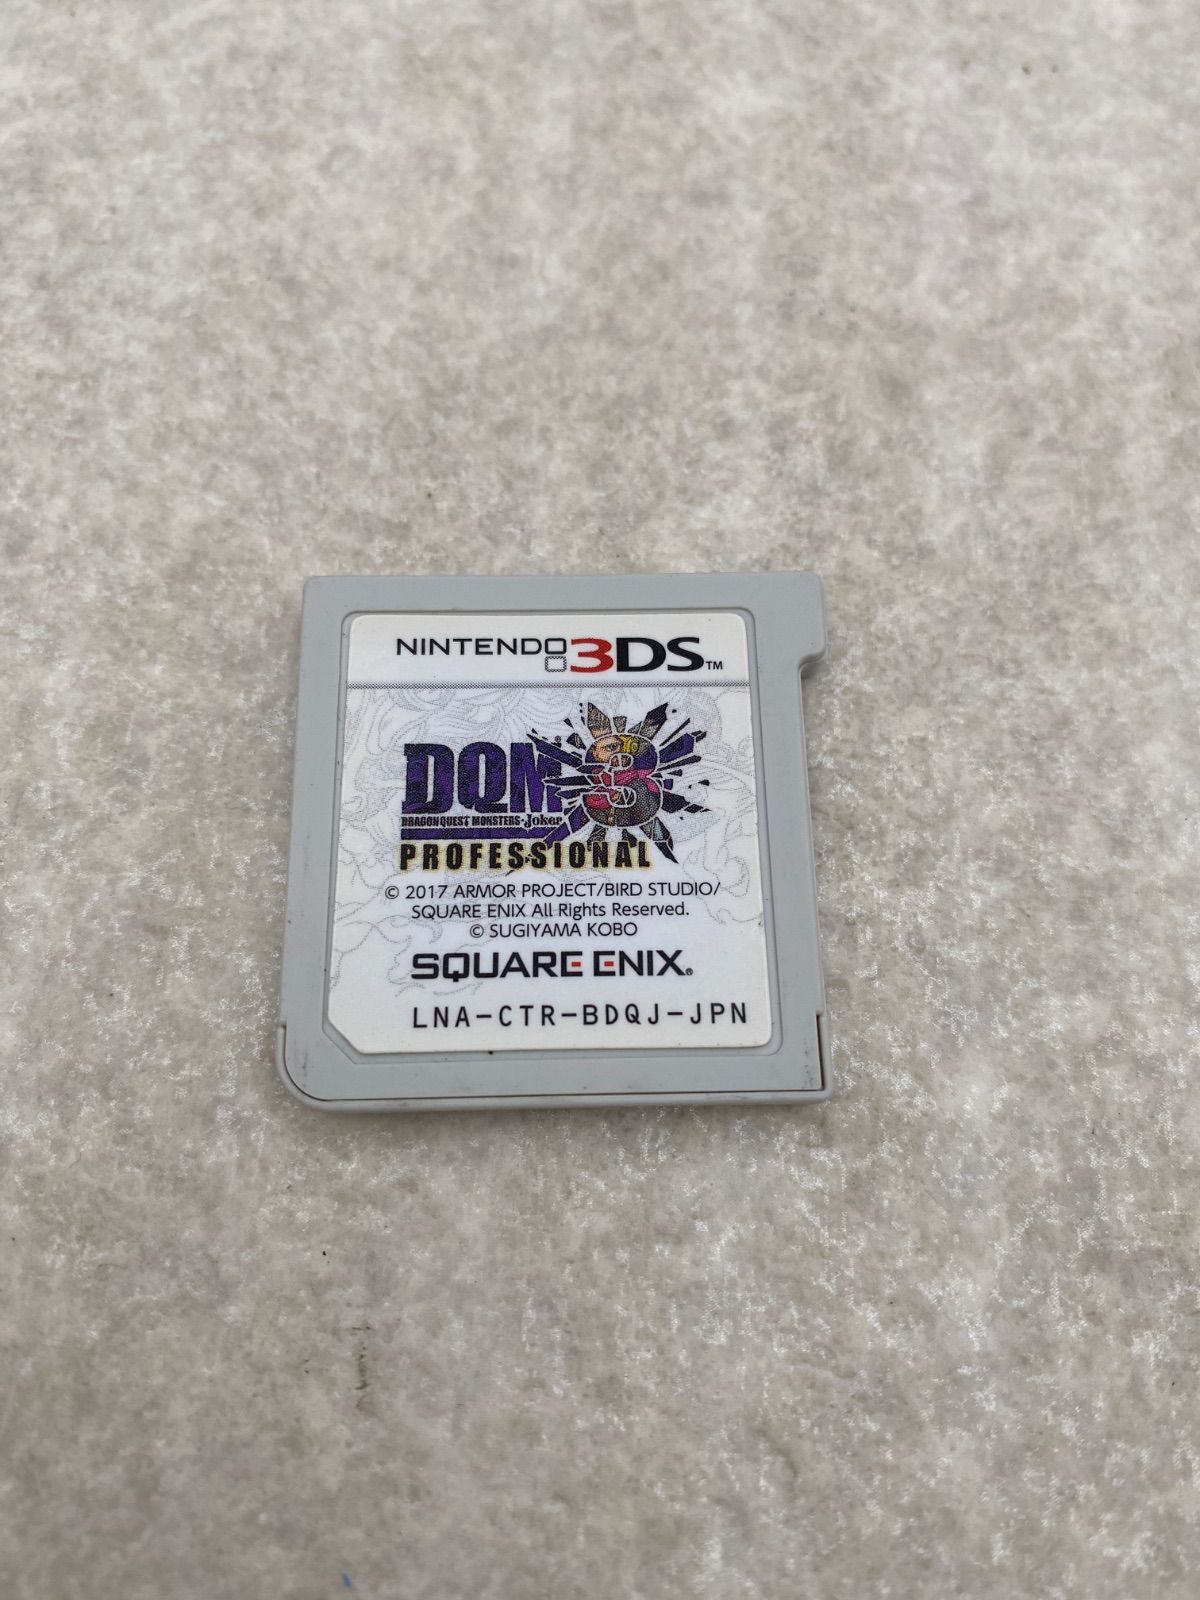 NINTENDO 3DS™
DQM® 3
DRAGON QUEST MONSTERS-Joker
PROFESSIONAL
© 2017 ARMOR PROJECT/BIRD STUDIO/
SQUARE ENIX All Rights Reserved.
© SUGIYAMA KOBO
SQUARE ENIX®
LNA-CTR-BDQJ-JPN